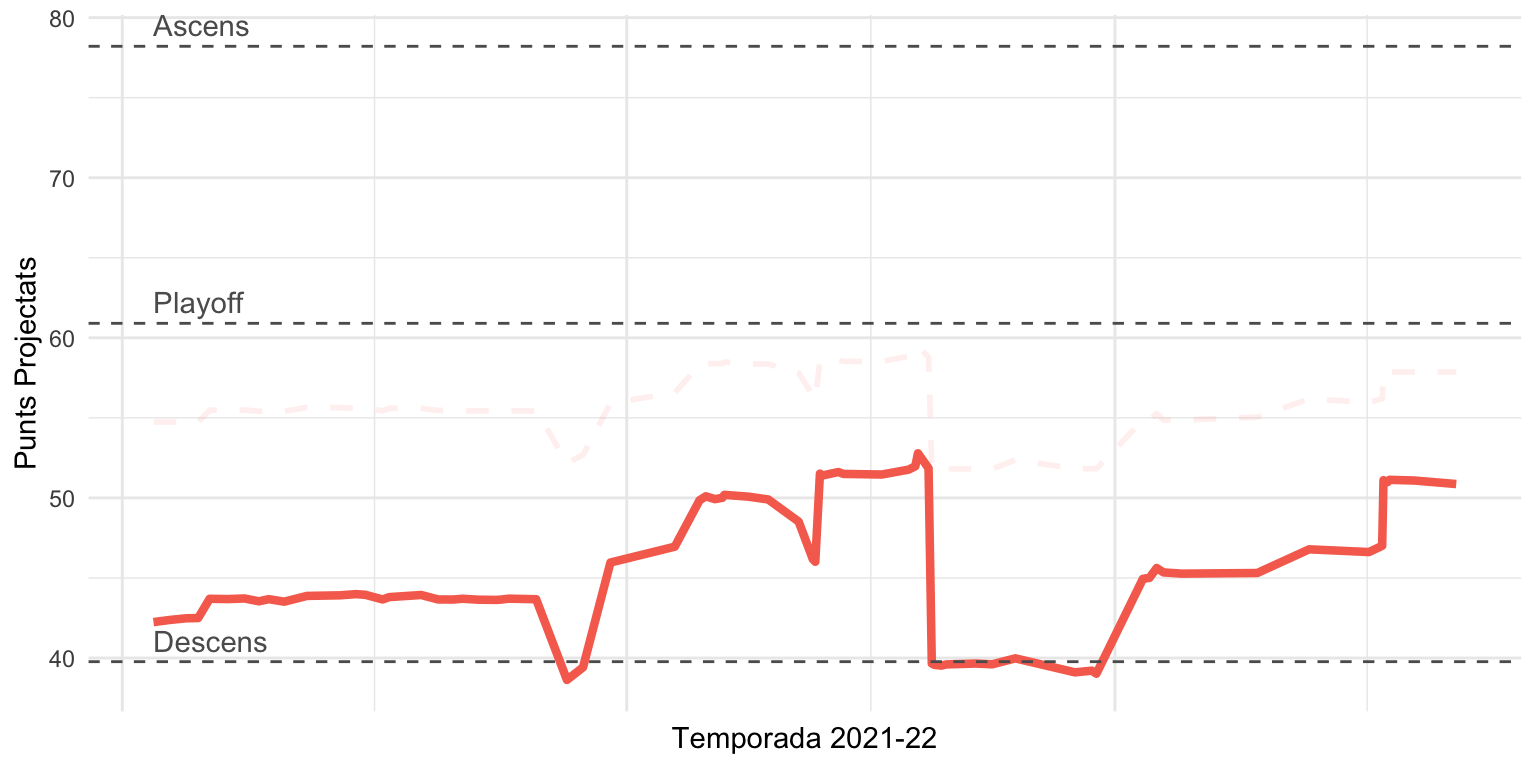 80
Ascens
70
Playoff
60
Punts Projectats
50
Descens
40
Temporada 2021-22